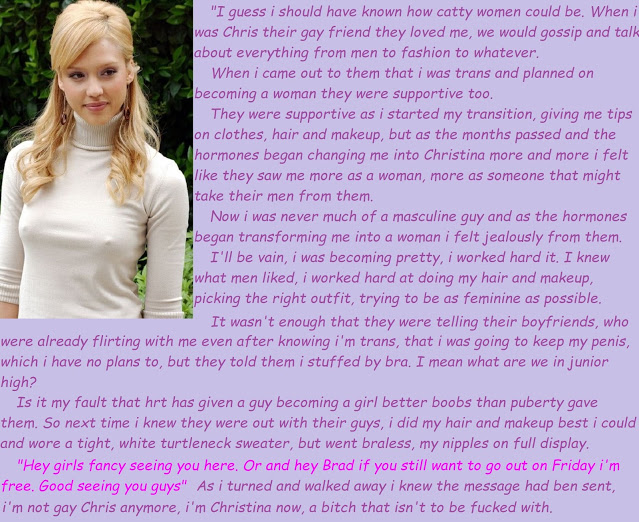 "I guess i should have known how catty women could be. When i
was Chris their gay friend they loved me, we would gossip and talk
about everything from men to fashion to whatever.
When i came out to them that i was trans and planned on
becoming a woman they were supportive too.
They were supportive as i started my transition, giving me tips
on clothes, hair and makeup, but as the months passed and the
hormones began changing me into Christina more and more i felt
like they saw me more as a woman, more as someone that might
take their men from them.
Now i was never much of a masculine guy and as the hormones
began transforming me into a woman i felt jealously from them.
I'll be vain, i was becoming pretty, i worked hard it. I knew
what men liked, i worked hard at doing my hair and makeup,
picking the right outfit, trying to be as feminine as possible.
It wasn't enough that they were telling their boyfriends, who
were already flirting with me even after knowing i'm trans, that i was going to keep my penis,
which i have no plans to, but they told them i stuffed by bra. I mean what are we in junior
high?
Is it my fault that hrt has given a guy becoming a girl better boobs than puberty gave
them. So next time i knew they were out with their guys, i did my hair and makeup best i could
and wore a tight, white turtleneck sweater, but went braless, my nipples on full display.
"Hey girls fancy seeing you here. Or and hey Brad if you still want to go out on Friday i'm
free. Good seeing you guys" As i turned and walked away i knew the message had ben sent,
i'm not gay Chris anymore, i'm Christina now, a bitch that isn't to be fucked with.